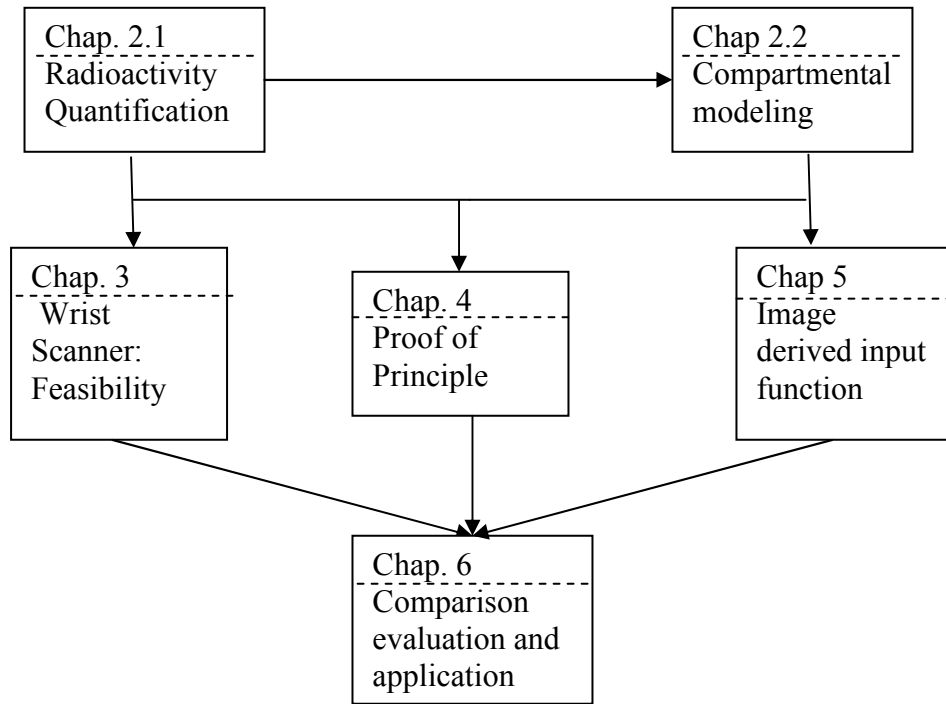 Chap. 2.1
Radioactivity
Quantification
Chap 2.2
Compartmental
modeling
Chap. 3
Wrist
Scanner:
Feasibility
Chap. 4
Proof of
Principle
Chap 5
Image
derived input
function
Chap. 6
Comparison
evaluation and
application